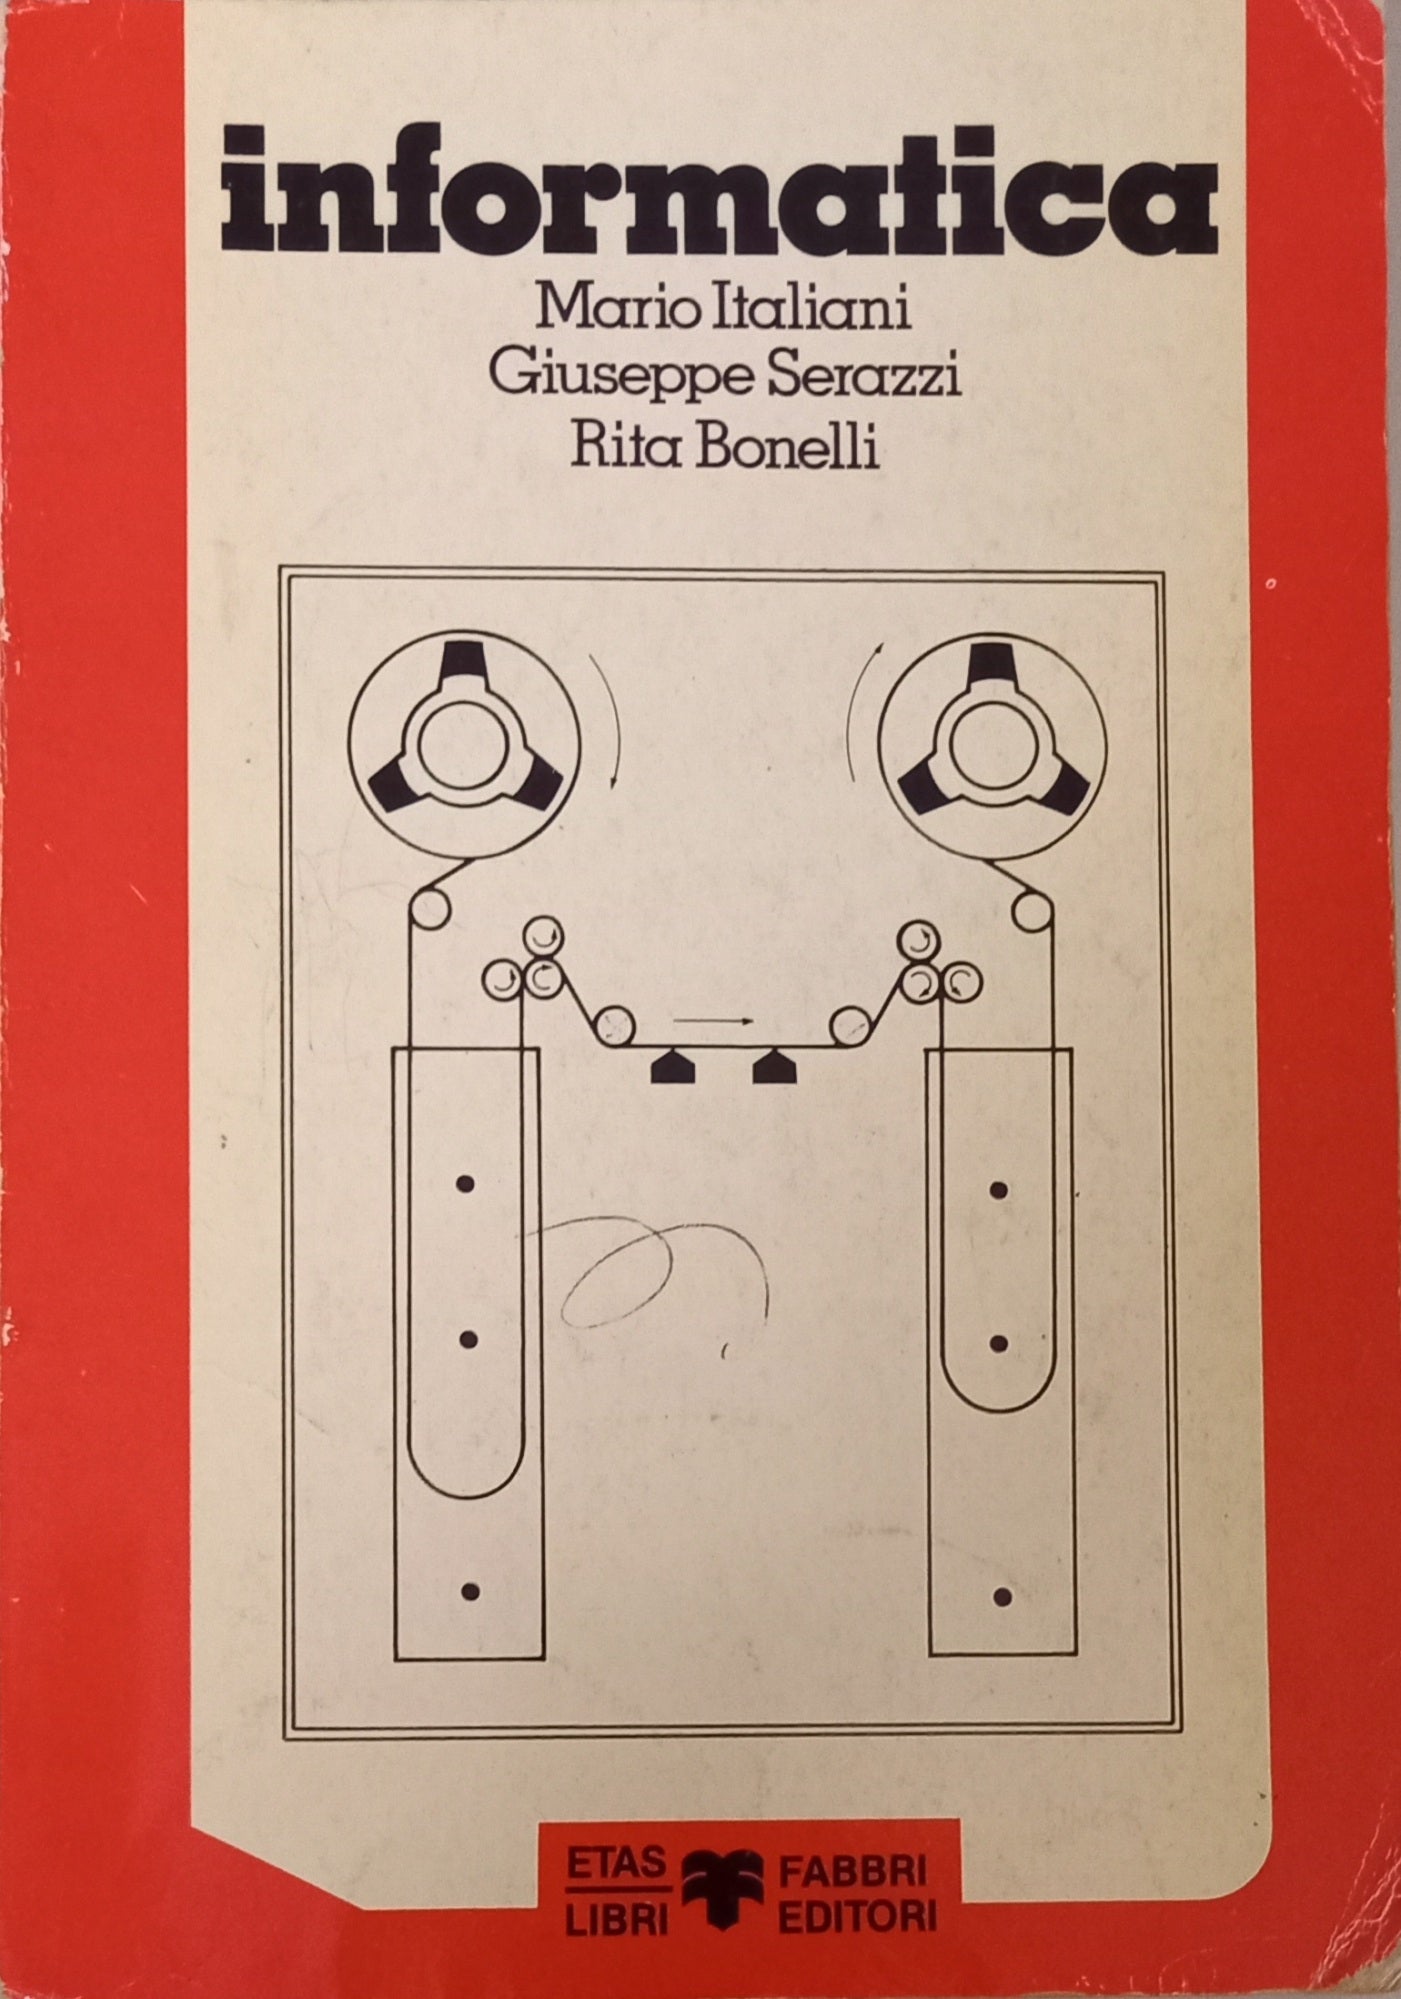 informatica
Mario Italiani
Giuseppe Serazzi
Rita Bonelli
ETAS
LIBRI
FABBRI
EDITORI